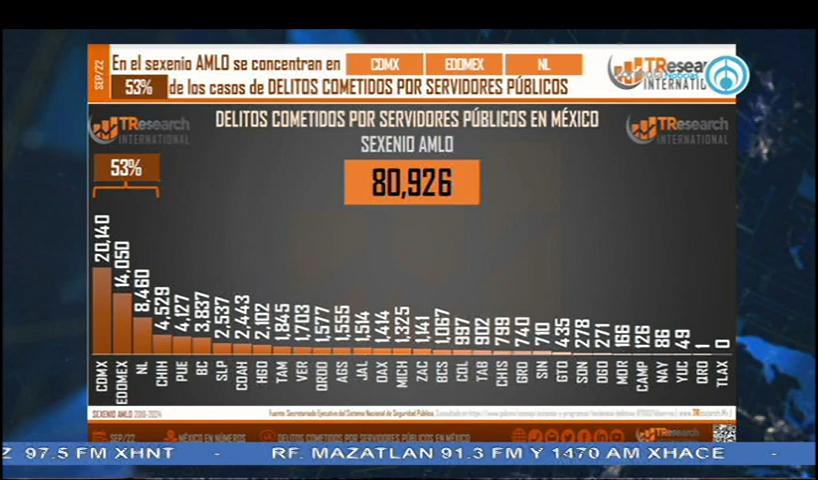 SEP/22
En el sexenio AMLO se concentran en CDMX EDOMEX NL
53% de los casos de DELITOS COMETIDOS POR SERVIDORES PÚBLICOS
TResearch
INTERNATIONAL
DELITOS COMETIDOS POR SERVIDORES PÚBLICOS EN MÉXICO
SEXENIO AMLO
80,926
TResearch
INTERNATIONAL
TResearch
INTERNATIONAL
53%
20,140 14,050 8,460 4,529 4,127 3,837 2,537 2,443 2,102 1,845 1,703 1,577 1,555 1,514 1,414 1,325 1,141 1,067 997 902 799 740 710 435 278 271 166 126 86 49 1 0
CDMX EDOMEX NL CHIH PUE BC SLP COAH HGO TAM VER QROO AGS JAL OAX MICH ZAC BCS COL TAB CHIS GRO SIN GTO SON DGO MOR CAMP NAY YUC QRO TLAX
SEXENIO AMLO 2018-2024
Fuente: Secretariado Ejecutivo del Sistema Nacional de Seguridad Pública.
SEP/22 MÉXICO EN NÚMEROS DELITOS COMETIDOS POR SERVIDORES PÚBLICOS EN MÉXICO TResearch
Z 97.5 FM XHNT - RF. MAZATLAN 91.3 FM Y 1470 AM XHACE -